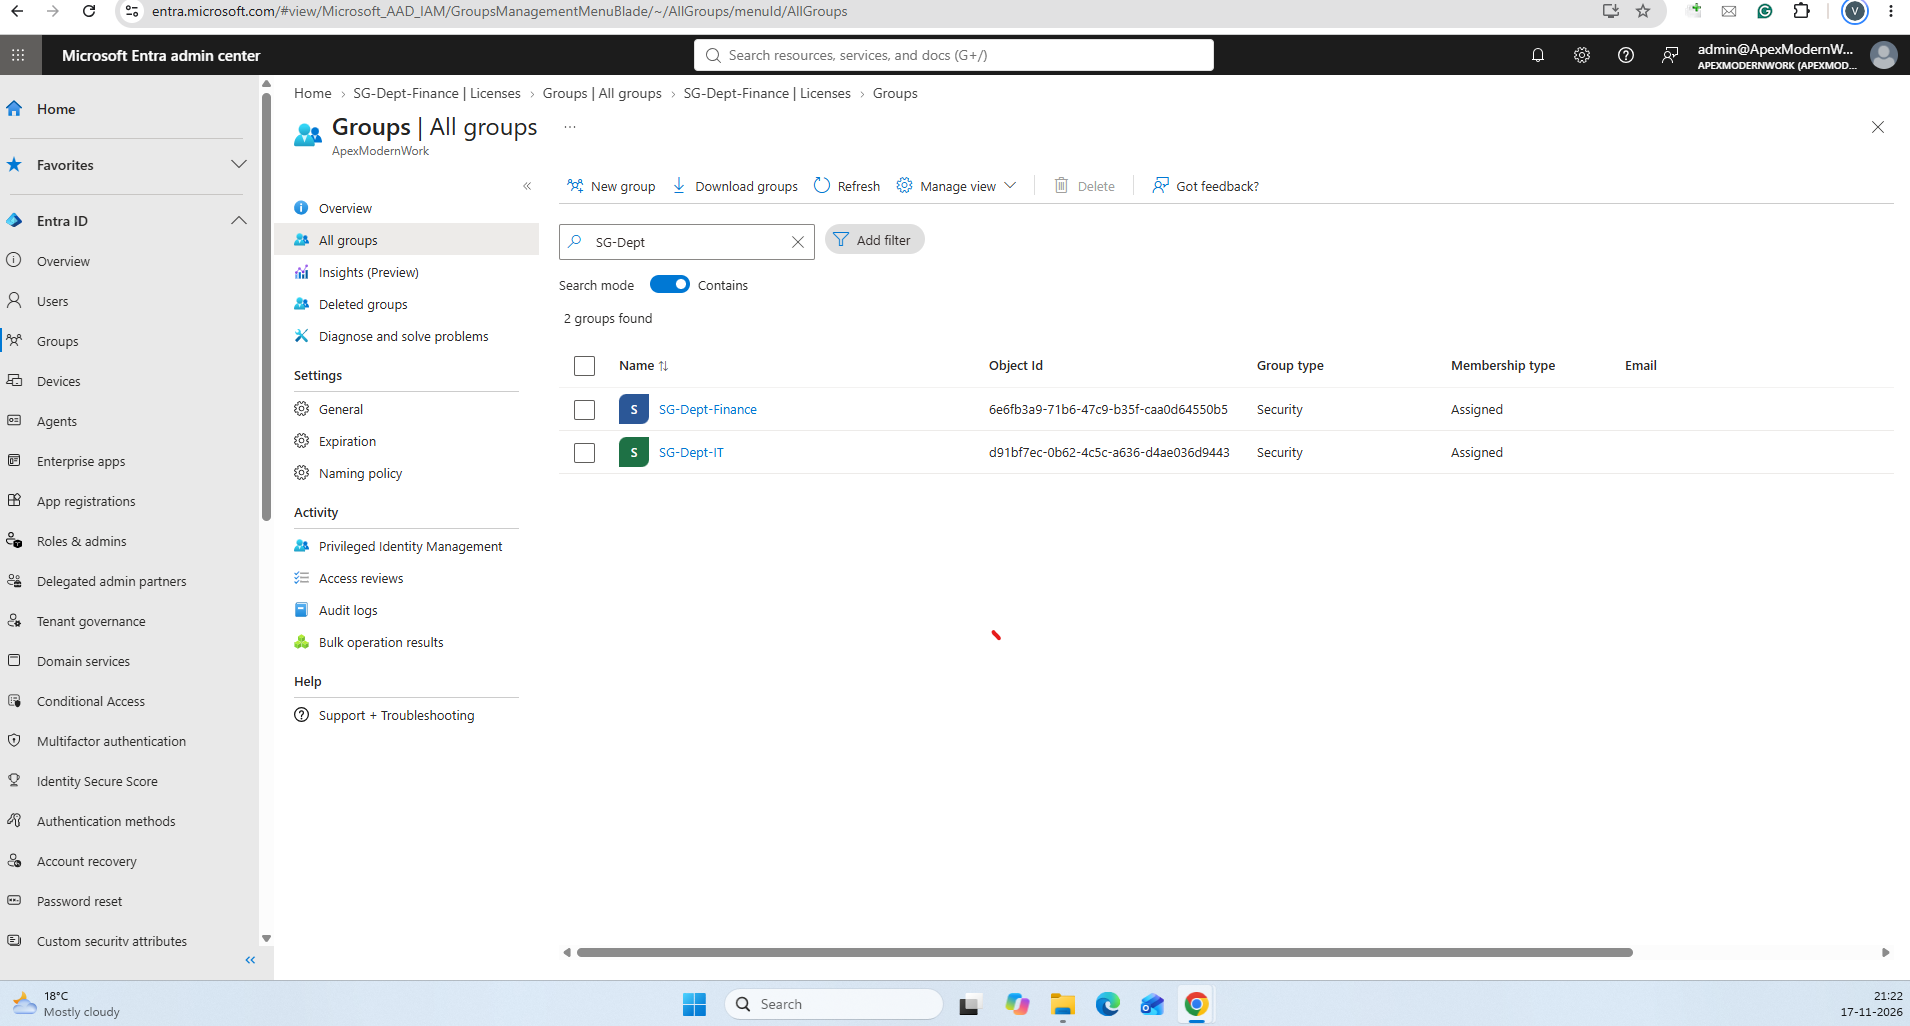 entra.microsoft.com/#view/Microsoft_AAD_IAM/GroupsManagementMenuBlade/~/AllGroups/menuId/AllGroups
V
Microsoft Entra admin center
Search resources, services, and docs (G+/)
admin@ApexModernW...
APEXMODERNWORK (APEXMOD...
Home
Favorites
Entra ID
Overview
Users
Groups
Devices
Agents
Enterprise apps
App registrations
Roles & admins
Delegated admin partners
Tenant governance
Domain services
Conditional Access
Multifactor authentication
Identity Secure Score
Authentication methods
Account recovery
Password reset
Custom security attributes
Home > SG-Dept-Finance | Licenses > Groups | All groups > SG-Dept-Finance | Licenses > Groups
Groups | All groups ...
ApexModernWork
Overview
All groups
Insights (Preview)
Deleted groups
Diagnose and solve problems
Settings
General
Expiration
Naming policy
Activity
Privileged Identity Management
Access reviews
Audit logs
Bulk operation results
Help
Support + Troubleshooting
New group Download groups Refresh Manage view Delete Got feedback?
SG-Dept Add filter
Search mode Contains
2 groups found
Name Object Id Group type Membership type Email
S SG-Dept-Finance 6e6fb3a9-71b6-47c9-b35f-caa0d64550b5 Security Assigned
S SG-Dept-IT d91bf7ec-0b62-4c5c-a636-d4ae036d9443 Security Assigned
18°C
Mostly cloudy
Search
21:22
17-11-2026